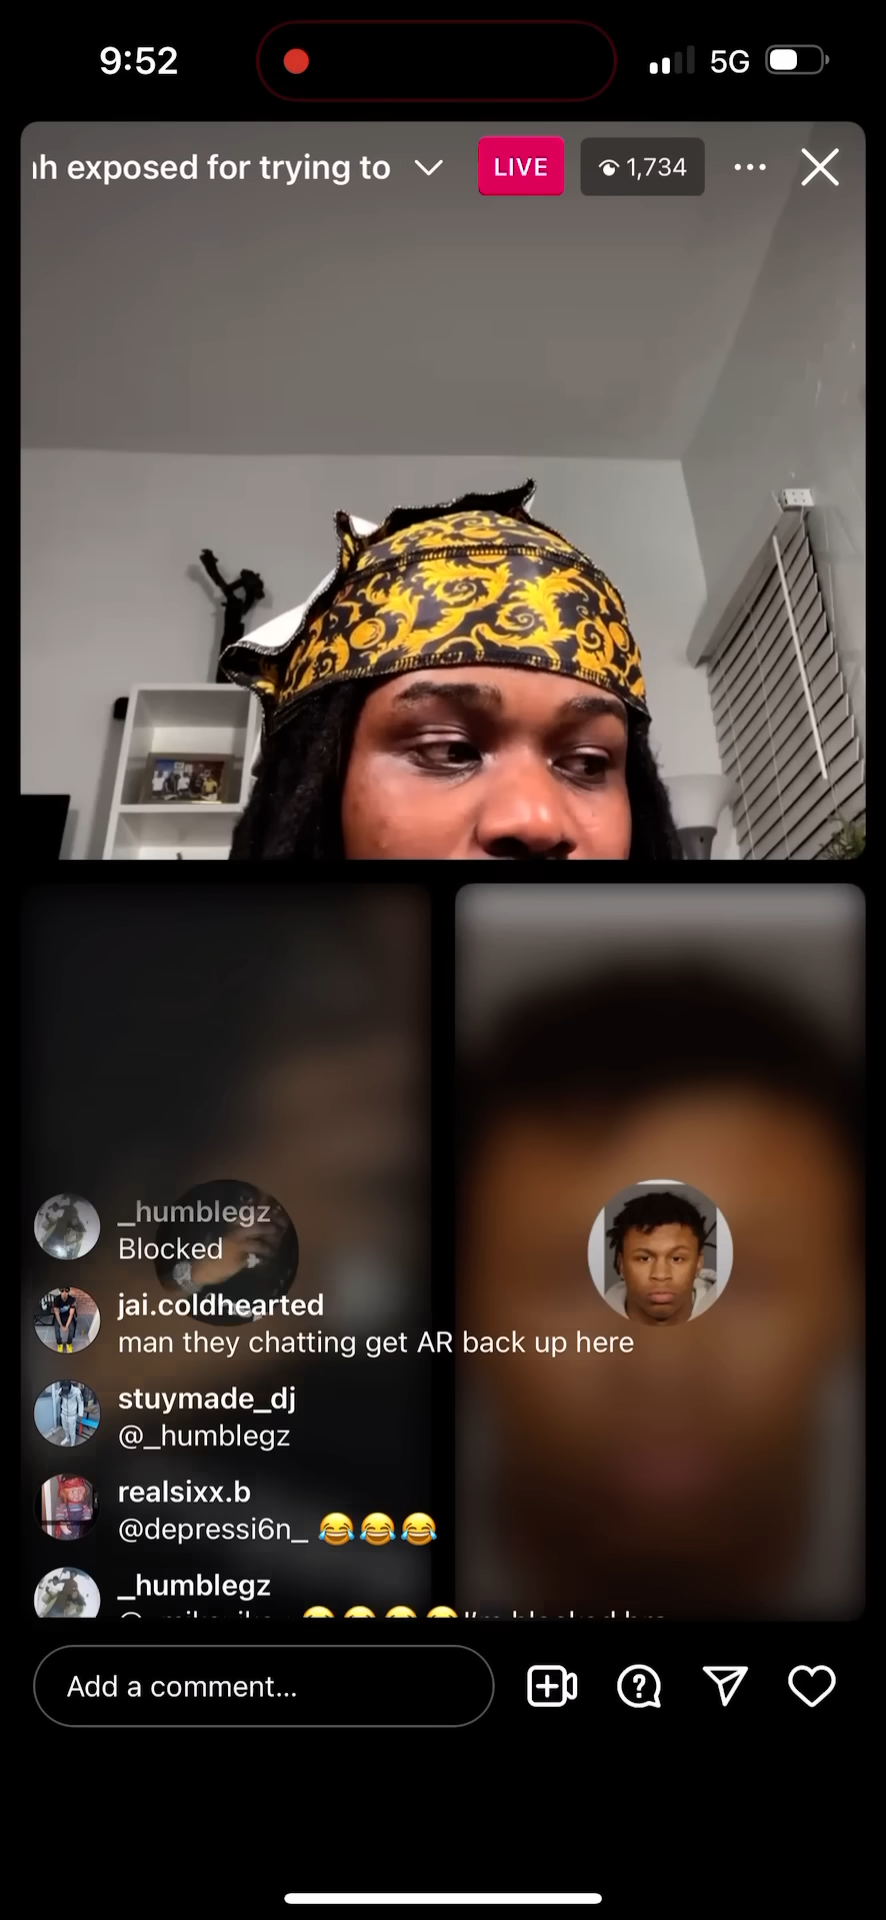 9:52
5G
h exposed for trying to
LIVE
1,734
_humblegz
Blocked
jai.coldhearted
man they chatting get AR back up here
stuymade_dj
@_humblegz
realsixx.b
@depressi6n_ 😂😂😂
_humblegz
Add a comment...